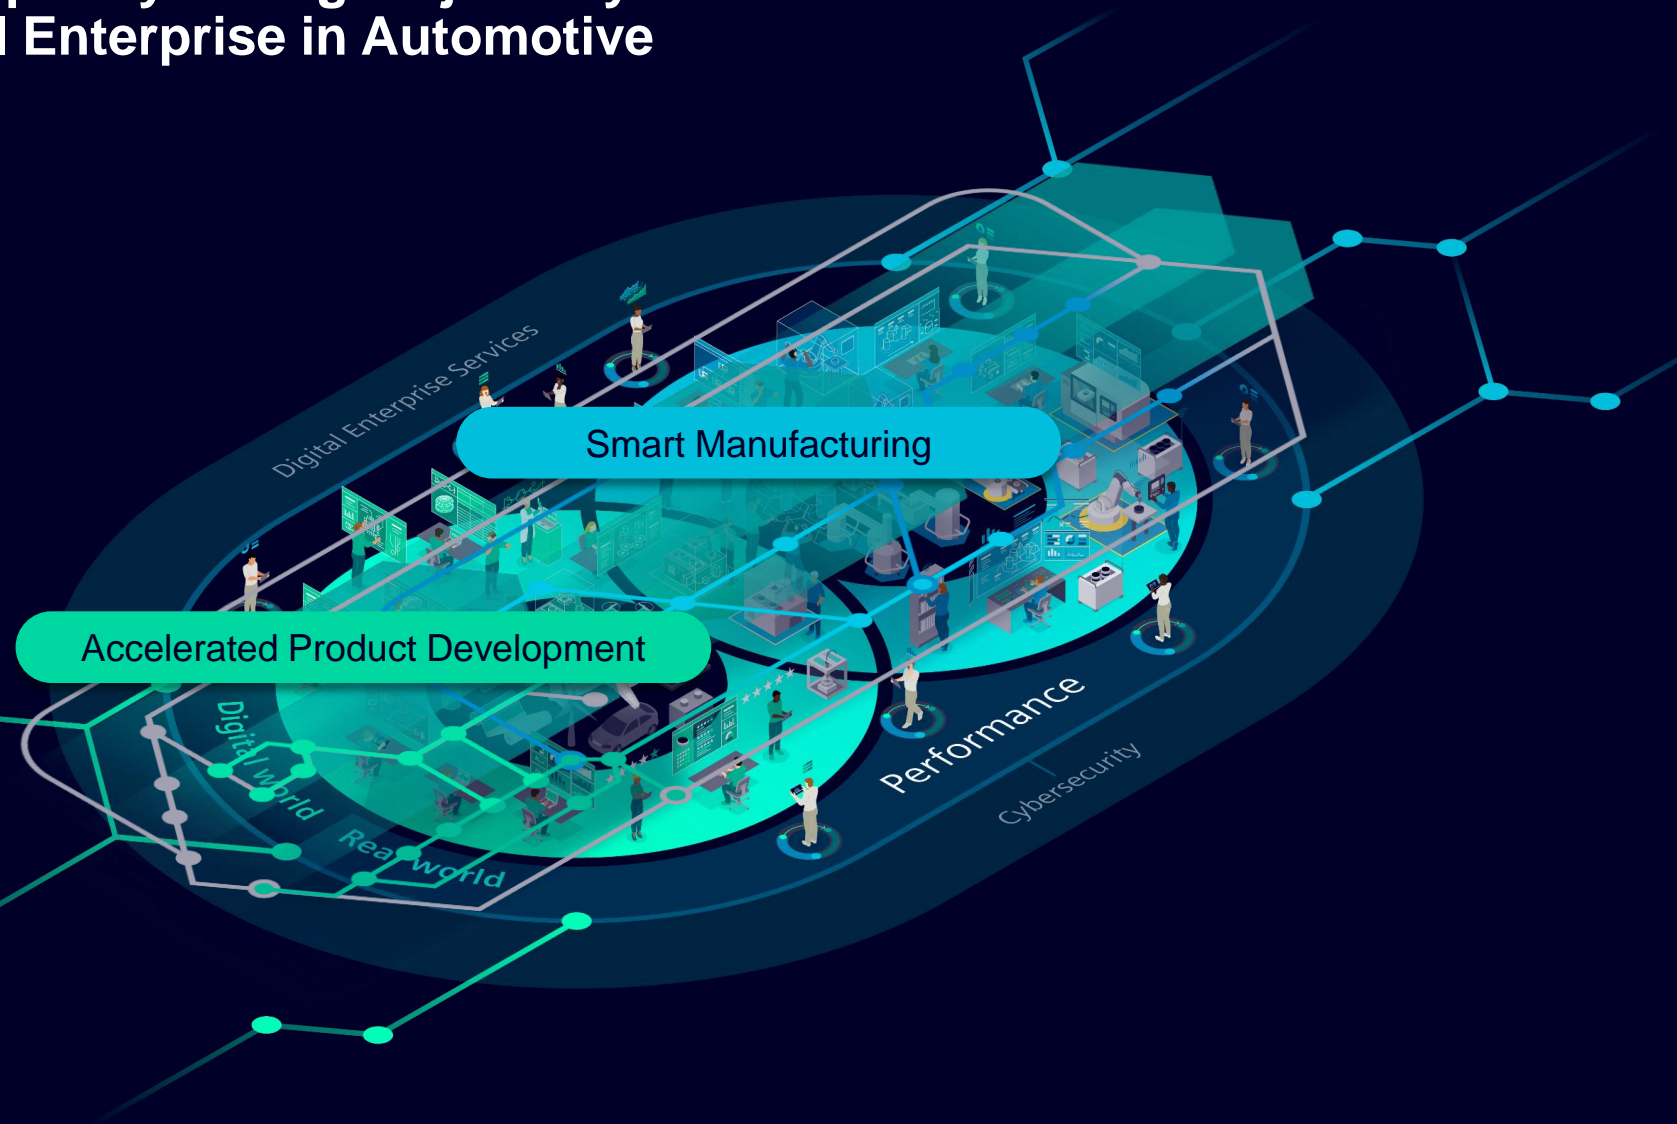 Enterprise in Automotive
Digital Enterprise Services
Smart Manufacturing
Accelerated Product Development
Digital world
Real world
Performance
Cybersecurity